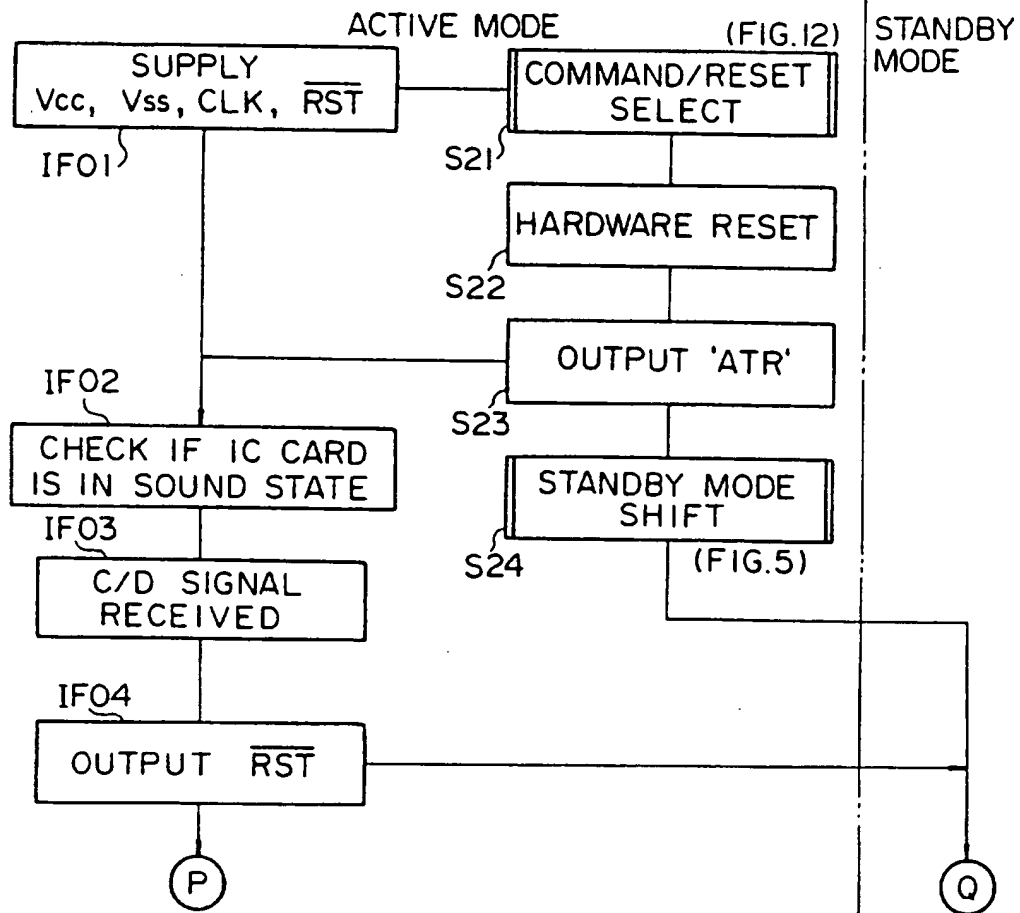 ACTIVE MODE
STANDBY
MODE
(FIG.12)
SUPPLY
Vcc, Vss, CLK, R̅S̅T̅
IF01
COMMAND/RESET
SELECT
S21
HARDWARE RESET
S22
OUTPUT 'ATR'
S23
IF02
CHECK IF IC CARD
IS IN SOUND STATE
STANDBY MODE
SHIFT
S24
(FIG.5)
IF03
C/D SIGNAL
RECEIVED
IF04
OUTPUT R̅S̅T̅
P
Q